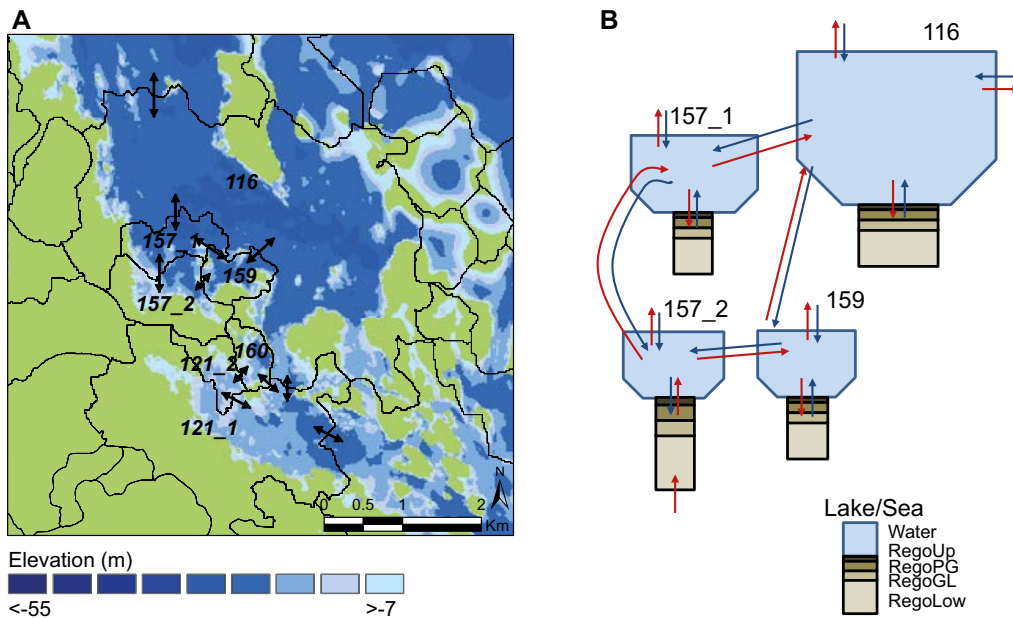 A
116
157_1
159
157_2
160
121_2
121_1
N
0 0.5 1 2
Km
Elevation (m)
<-55 >-7
B
116
157_1
157_2
159
Lake/Sea
Water
RegoUp
RegoPG
RegoGL
RegoLow